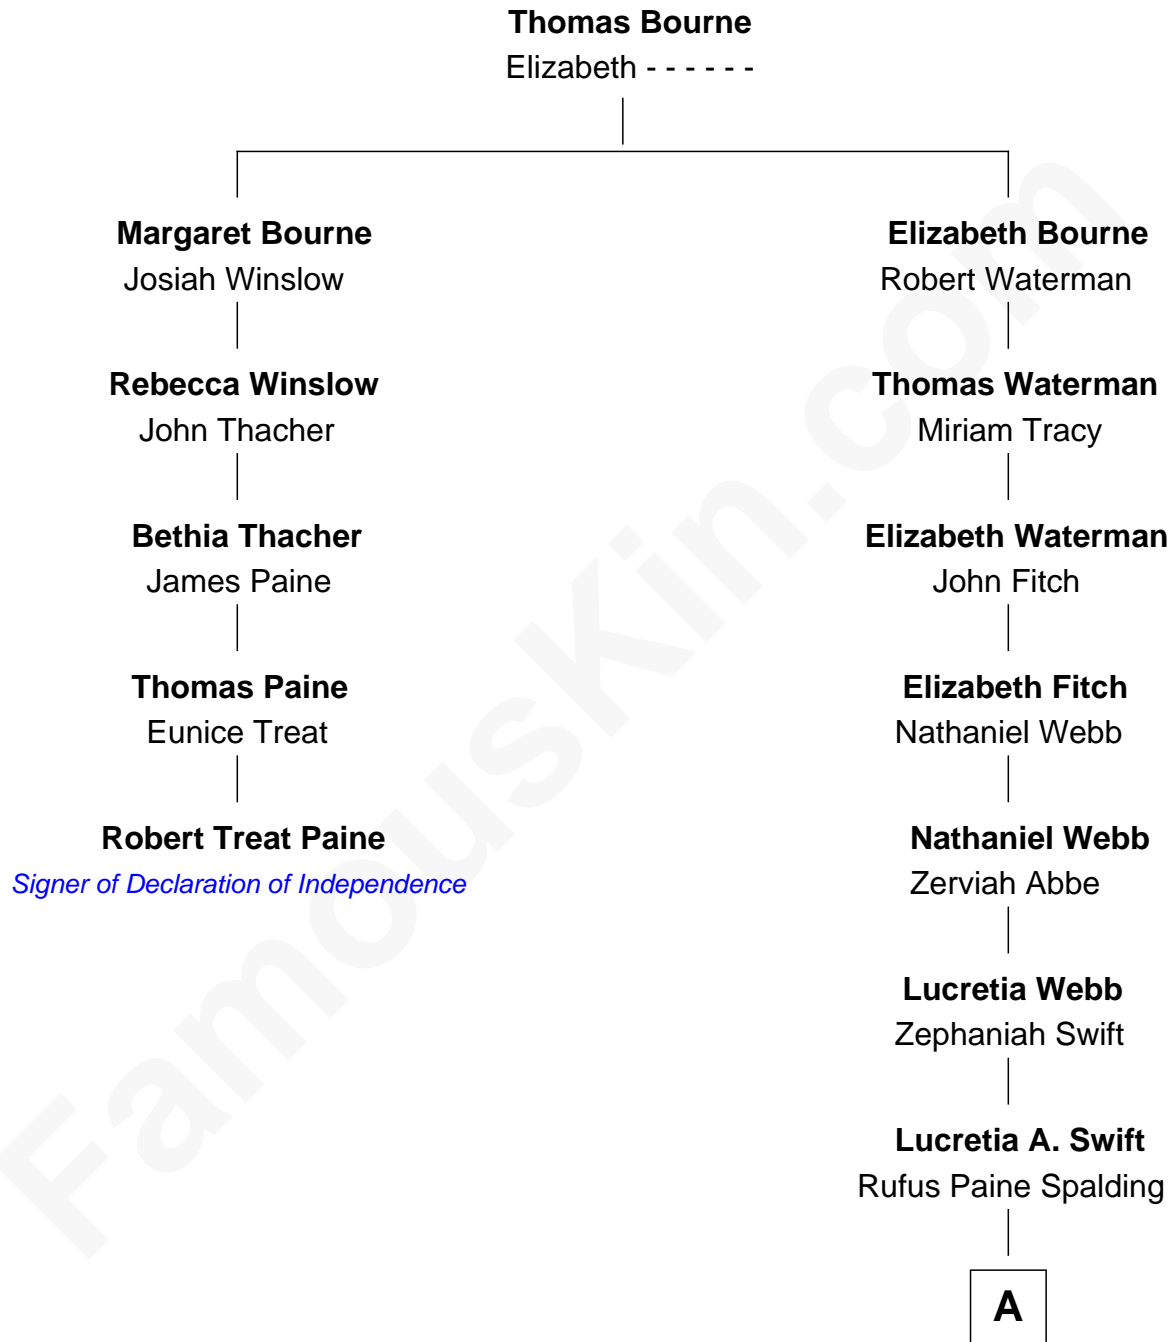 Thomas Bourne
Elizabeth - - - - - -
Margaret Bourne
Josiah Winslow
Rebecca Winslow
John Thacher
Bethia Thacher
James Paine
Thomas Paine
Eunice Treat
Robert Treat Paine
Signer of Declaration of Independence
Elizabeth Bourne
Robert Waterman
Thomas Waterman
Miriam Tracy
Elizabeth Waterman
John Fitch
Elizabeth Fitch
Nathaniel Webb
Nathaniel Webb
Zerviah Abbe
Lucretia Webb
Zephaniah Swift
Lucretia A. Swift
Rufus Paine Spalding
A
FamousKin.com